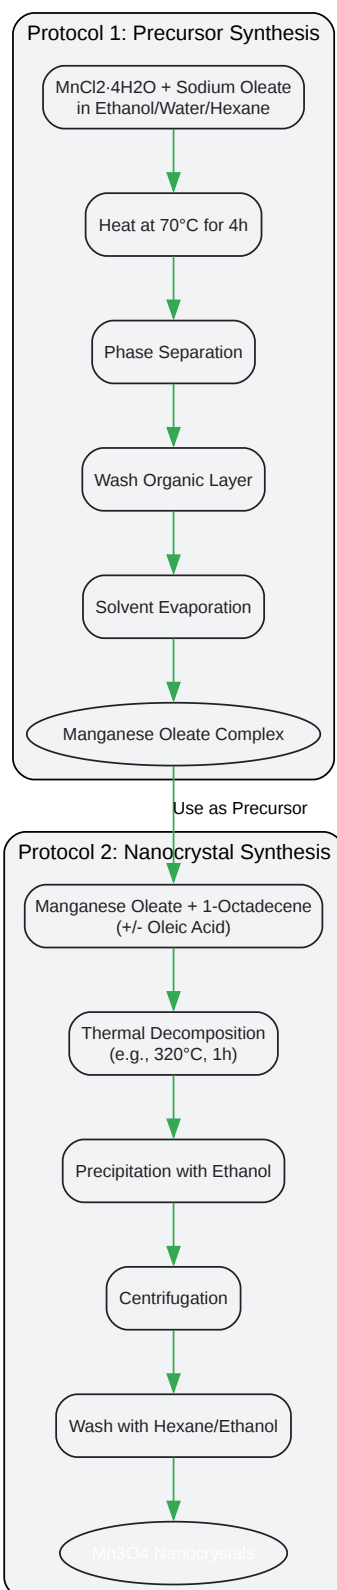 Protocol 1: Precursor Synthesis
MnCl2·4H2O + Sodium Oleate
in Ethanol/Water/Hexane
Heat at 70°C for 4h
Phase Separation
Wash Organic Layer
Solvent Evaporation
Manganese Oleate Complex
Use as Precursor
Protocol 2: Nanocrystal Synthesis
Manganese Oleate + 1-Octadecene
(+/- Oleic Acid)
Thermal Decomposition
(e.g., 320°C, 1h)
Precipitation with Ethanol
Centrifugation
Wash with Hexane/Ethanol
Mn3O4 Nanocrystals